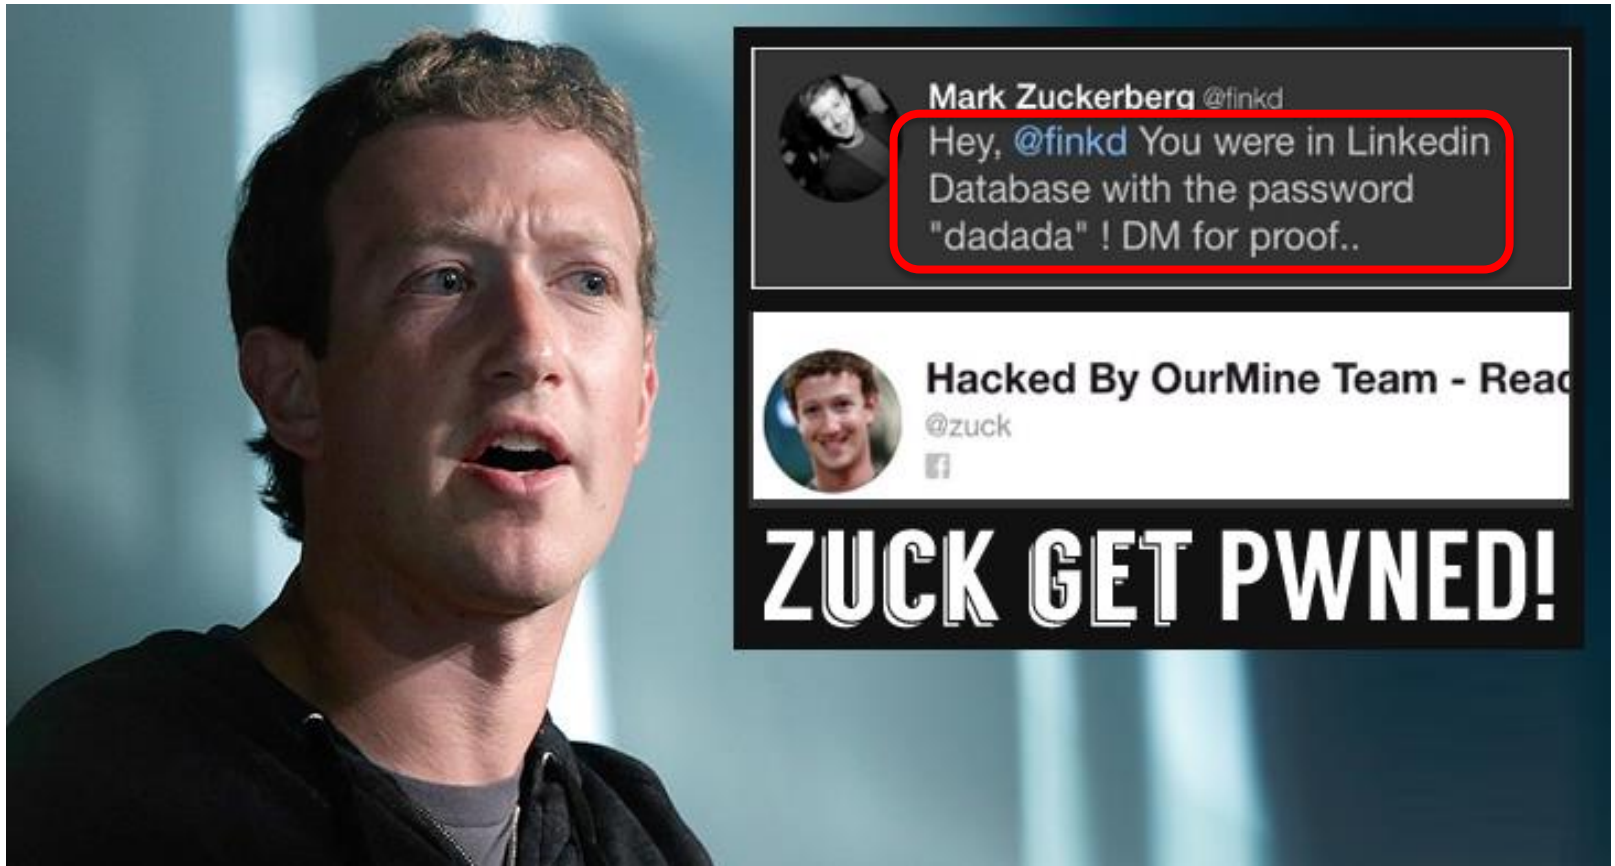 Mark Zuckerberg @finkd
Hey, @finkd You were in Linkedin
Database with the password
"dadada" ! DM for proof..
Hacked By OurMine Team - Read
@zuck
ZUCK GET PWNED!